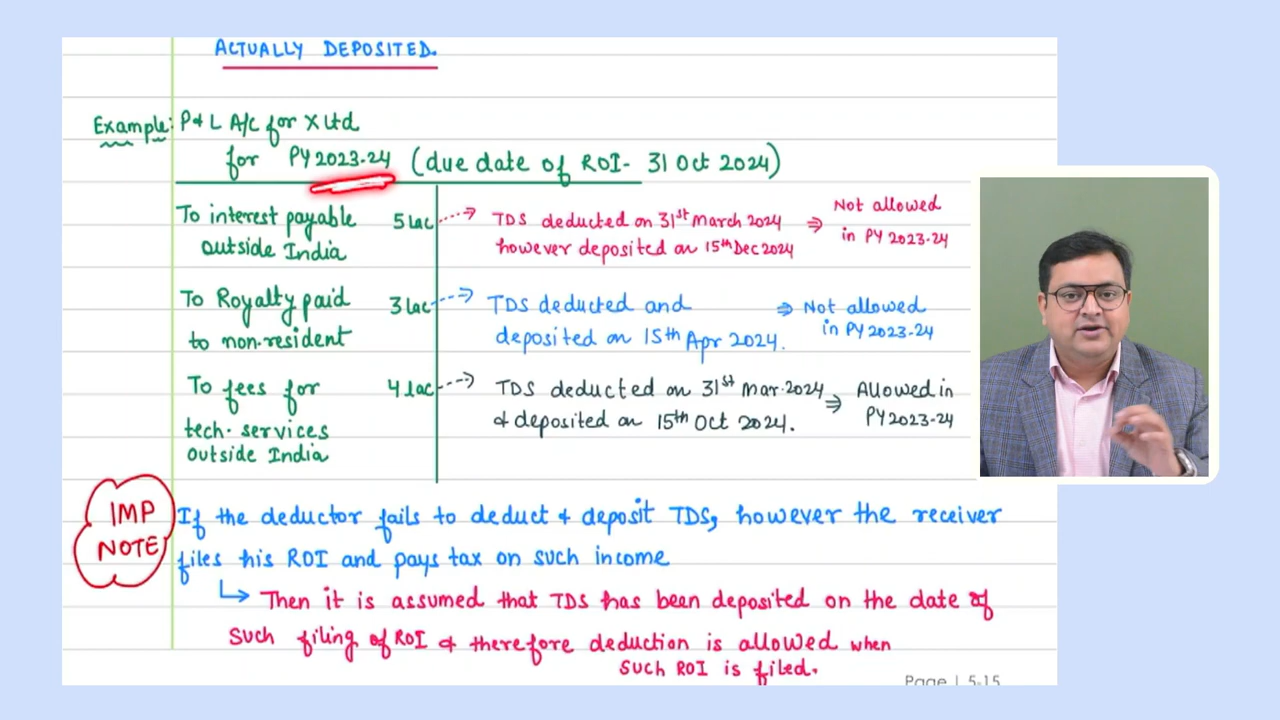 ACTUALLY DEPOSITED.
Example: P & L A/c for X Ltd
for PY 2023-24 (due date of ROI- 31 Oct 2024)
To interest payable outside India 5 lac TDS deducted on 31st March 2024 however deposited on 15th Dec 2024 ⇒ Not allowed in PY 2023-24
To Royalty paid to non-resident 3 lac TDS deducted and deposited on 15th Apr 2024. ⇒ Not allowed in PY 2023-24
To fees for tech. services outside India 4 lac TDS deducted on 31st Mar. 2024 & deposited on 15th Oct 2024. ⇒ Allowed in PY 2023-24
IMP NOTE
If the deductor fails to deduct & deposit TDS, however the receiver
files his ROI and pays tax on such income
↳ Then it is assumed that TDS has been deposited on the date of
such filing of ROI & therefore deduction is allowed when
such ROI is filed.
Page | 5.15